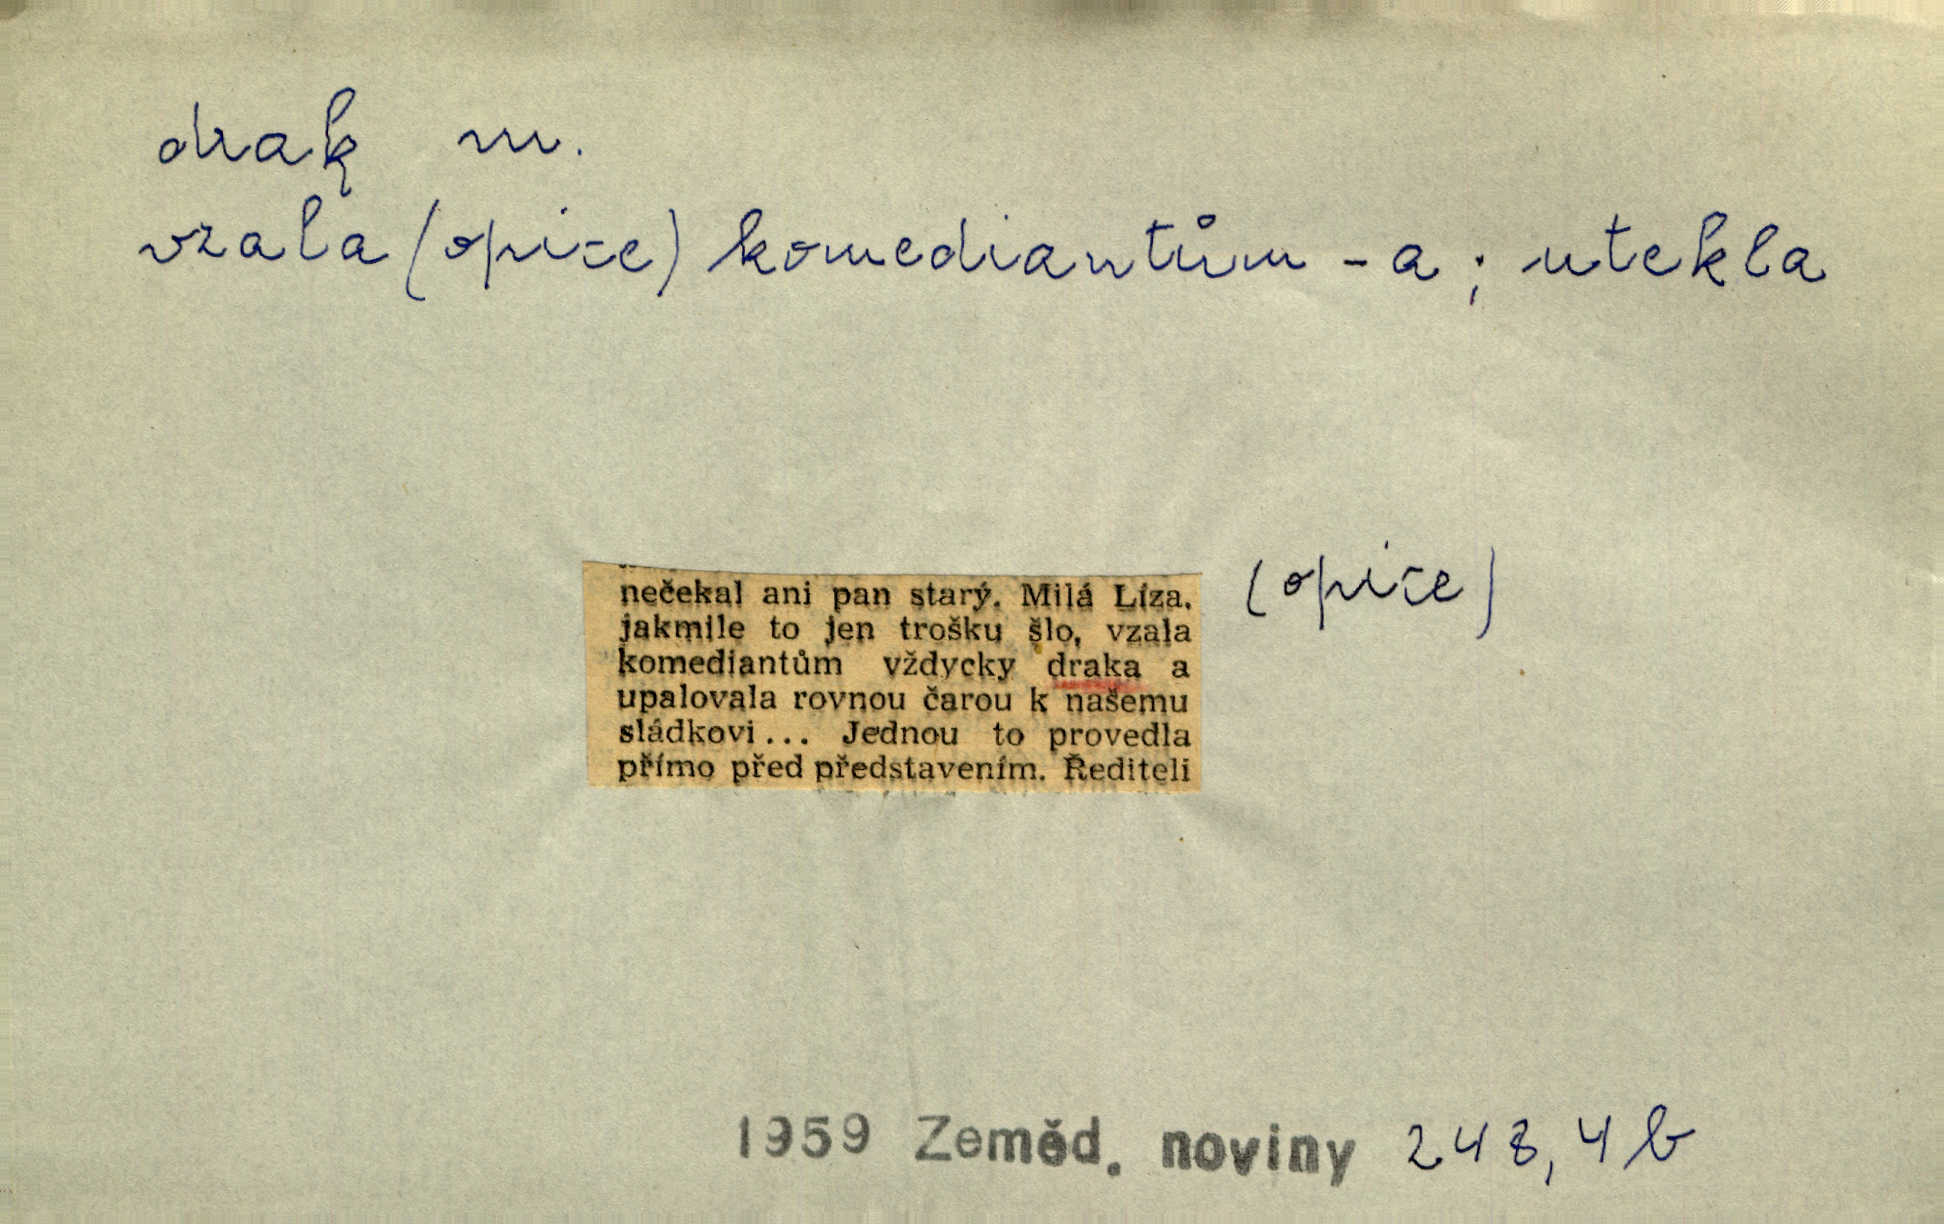 drak m.
vzala (opice) komediantům -a; utekla
nečekal ani pan starý. Milá Líza,
jakmile to jen trošku šlo, vzala
komediantům vždycky draka a
upalovala rovnou čarou k našemu
sládkovi... Jednou to provedla
přímo před představením. Řediteli
(opice)
1959 Zeměd. noviny 248,4b